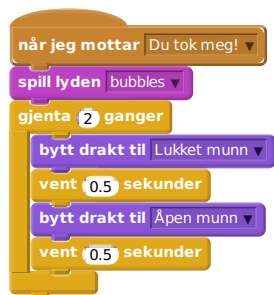 når jeg mottar Du tok meg!
spill lyden bubbles
gjenta 2 ganger
bytt drakt til Lukket munn
vent 0.5 sekunder
bytt drakt til Åpen munn
vent 0.5 sekunder